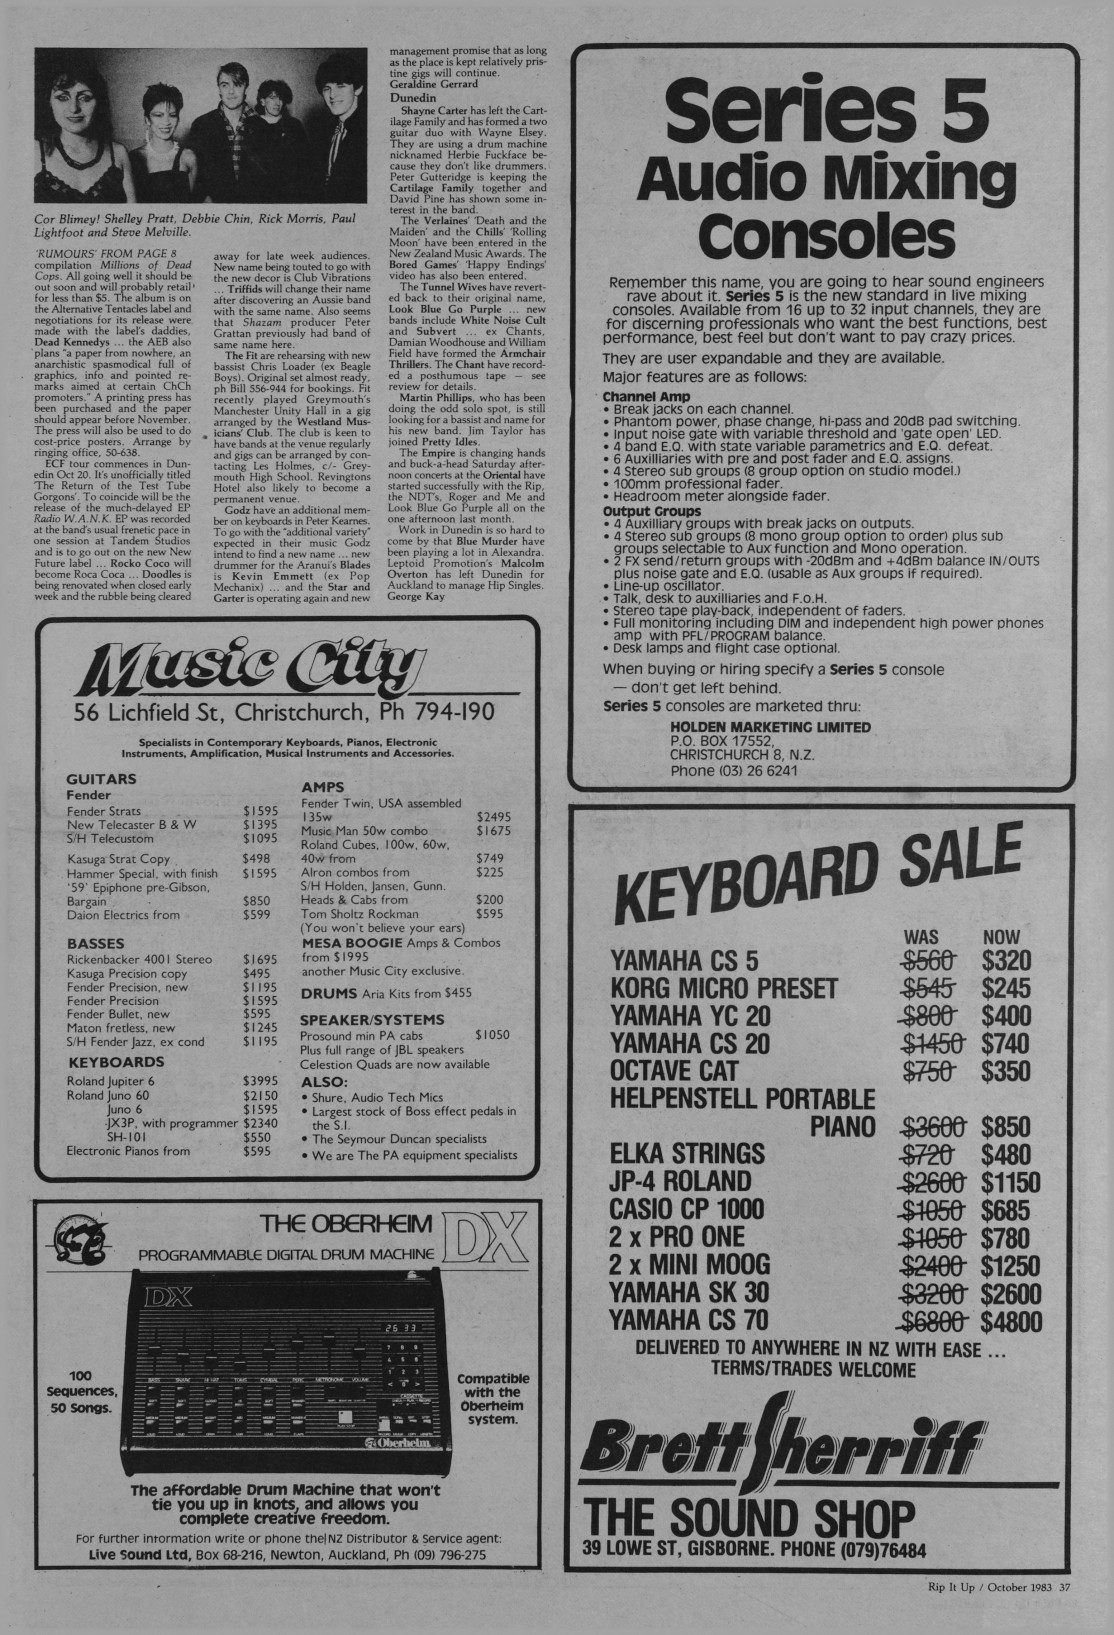 Cor Blimey! Shelley Pratt, Debbie Chin, Rick Morris, Paul
Lightfoot and Steve Melville.
'RUMOURS' FROM PAGE 8
compilation Millions of Dead
Cops. All going well it should be
out soon and will probably retail
for less than $5. The album is on
the Alternative Tentacles label and
negotiations for its release were
made with the label's daddies,
Dead Kennedys ... the AEB also
plans "a paper from nowhere, an
anarchistic spasmodical full of
graphics, info and pointed re-
marks aimed at certain ChCh
promoters." A printing press has
been purchased and the paper
should appear before November.
The press will also be used to do
cost-price posters. Arrange by
ringing office, 50-638.
ECF tour commences in Dun-
edin Oct 20. It's unofficially titled
'The Return of the Test Tube
Gorgons'. To coincide will be the
release of the much-delayed EP
Radio W.A.N.K. EP was recorded
at the band's usual frenetic pace in
one session at Tandem Studios
and is to go out on the new New
Future label ... Rocko Coco will
become Roca Coca ... Doodles is
being renovated when closed early
week and the rubble being cleared
away for late week audiences.
New name being touted to go with
the new decor is Club Vibrations
... Triffids will change their name
after discovering an Aussie band
with the same name. Also seems
that Shazam producer Peter
Grattan previously had band of
same name here.
The Fit are rehearsing with new
bassist Chris Loader (ex Beagle
Boys). Original set almost ready,
ph Bill 556-944 for bookings. Fit
recently played Greymouth's
Manchester Unity Hall in a gig
arranged by the Westland Mus-
icians' Club. The club is keen to
have bands at the venue regularly
and gigs can be arranged by con-
tacting Les Holmes, c/- Grey-
mouth High School. Revingtons
Hotel also likely to become a
permanent venue.
Godz have an additional mem-
ber on keyboards in Peter Kearnes.
To go with the "additional variety"
expected in their music Godz
intend to find a new name ... new
drummer for the Aranui's Blades
is Kevin Emmett (ex Pop
Mechanix) ... and the Star and
Garter is operating again and new
management promise that as long
as the place is kept relatively pris-
tine gigs will continue.
Geraldine Gerrard
Dunedin
Shayne Carter has left the Cart-
ilage Family and has formed a two
guitar duo with Wayne Elsey.
They are using a drum machine
nicknamed Herbie Fuckface be-
cause they don't like drummers.
Peter Gutteridge is keeping the
Cartilage Family together and
David Pine has shown some in-
terest in the band.
The Verlaines' 'Death and the
Maiden' and the Chills' 'Rolling
Moon' have been entered in the
New Zealand Music Awards. The
Bored Games' 'Happy Endings'
video has also been entered.
The Tunnel Wives have revert-
ed back to their original name,
Look Blue Go Purple ... new
bands include White Noise Cult
and Subvert ... ex Chants,
Damian Woodhouse and William
Field have formed the Armchair
Thrillers. The Chant have record-
ed a posthumous tape — see
review for details.
Martin Phillips, who has been
doing the odd solo spot, is still
looking for a bassist and name for
his new band. Jim Taylor has
joined Pretty Idles.
The Empire is changing hands
and buck-a-head Saturday after-
noon concerts at the Oriental have
started successfully with the Rip,
the NDT's, Roger and Me and
Look Blue Go Purple all on the
one afternoon last month.
Work in Dunedin is so hard to
come by that Blue Murder have
been playing a lot in Alexandra.
Leptoid Promotion's Malcolm
Overton has left Dunedin for
Auckland to manage Hip Singles.
George Kay
Series 5
Audio Mixing
Consoles
Remember this name, you are going to hear sound engineers
rave about it. Series 5 is the new standard in live mixing
consoles. Available from 16 up to 32 input channels, they are
for discerning professionals who want the best functions, best
performance, best feel but don't want to pay crazy prices.
They are user expandable and they are available.
Major features are as follows:
Channel Amp
• Break jacks on each channel.
• Phantom power, phase change, hi-pass and 20dB pad switching.
• Input noise gate with variable threshold and 'gate open' LED.
• 4 band E.Q. with state variable parametrics and E.Q. defeat.
• 6 Auxilliaries with pre and post fader and E.Q. assigns.
• 4 Stereo sub groups (8 group option on studio model.)
• 100mm professional fader.
• Headroom meter alongside fader.
Output Groups
• 4 Auxilliary groups with break jacks on outputs.
• 4 Stereo sub groups (8 mono group option to order) plus sub
groups selectable to Aux function and Mono operation.
• 2 FX send/return groups with -20dBm and +4dBm balance IN/OUTS
plus noise gate and E.Q. (usable as Aux groups if required).
• Line-up oscillator.
• Talk, desk to auxilliaries and F.o.H.
• Stereo tape play-back, independent of faders.
• Full monitoring including DIM and independent high power phones
amp with PFL/PROGRAM balance.
• Desk lamps and flight case optional.
When buying or hiring specify a Series 5 console
— don't get left behind.
Series 5 consoles are marketed thru:
HOLDEN MARKETING LIMITED
P.O. BOX 17552,
CHRISTCHURCH 8, N.Z.
Phone (03) 26 6241
Music City
56 Lichfield St, Christchurch, Ph 794-190
Specialists in Contemporary Keyboards, Pianos, Electronic
Instruments, Amplification, Musical Instruments and Accessories.
GUITARS
Fender
Fender Strats $1595
New Telecaster B & W $1395
S/H Telecustom $1095
Kasuga Strat Copy $498
Hammer Special, with finish $1595
'59' Epiphone pre-Gibson,
Bargain $850
Daion Electrics from $599
BASSES
Rickenbacker 4001 Stereo $1695
Kasuga Precision copy $495
Fender Precision, new $1195
Fender Precision $1595
Fender Bullet, new $595
Maton fretless, new $1245
S/H Fender Jazz, ex cond $1195
KEYBOARDS
Roland Jupiter 6 $3995
Roland Juno 60 $2150
Juno 6 $1595
JX3P, with programmer $2340
SH-101 $550
Electronic Pianos from $595
AMPS
Fender Twin, USA assembled
135w $2495
Music Man 50w combo $1675
Roland Cubes, 100w, 60w,
40w from $749
Alron combos from $225
S/H Holden, Jansen, Gunn.
Heads & Cabs from $200
Tom Sholtz Rockman $595
(You won't believe your ears)
MESA BOOGIE Amps & Combos
from $1995
another Music City exclusive.
DRUMS Aria Kits from $455
SPEAKER/SYSTEMS
Prosound min PA cabs $1050
Plus full range of JBL speakers
Celestion Quads are now available
ALSO:
• Shure, Audio Tech Mics
• Largest stock of Boss effect pedals in
the S.I.
• The Seymour Duncan specialists
• We are The PA equipment specialists
THE OBERHEIM DX
PROGRAMMABLE DIGITAL DRUM MACHINE
DX
26 33
BASS SNARE HI-HAT TOMS CYMBAL PERC METRONOME VOLUME
Oberheim
100
Sequences,
50 Songs.
Compatible
with the
Oberheim
system.
The affordable Drum Machine that won't
tie you up in knots, and allows you
complete creative freedom.
For further information write or phone the NZ Distributor & Service agent:
Live Sound Ltd, Box 68-216, Newton, Auckland, Ph (09) 796-275
KEYBOARD SALE
WAS NOW
YAMAHA CS 5 $560 $320
KORG MICRO PRESET $545 $245
YAMAHA YC 20 $800 $400
YAMAHA CS 20 $1450 $740
OCTAVE CAT $750 $350
HELPENSTELL PORTABLE
PIANO $3600 $850
ELKA STRINGS $720 $480
JP-4 ROLAND $2600 $1150
CASIO CP 1000 $1050 $685
2 x PRO ONE $1050 $780
2 x MINI MOOG $2400 $1250
YAMAHA SK 30 $3200 $2600
YAMAHA CS 70 $6800 $4800
DELIVERED TO ANYWHERE IN NZ WITH EASE ...
TERMS/TRADES WELCOME
Brett Sherriff
THE SOUND SHOP
39 LOWE ST, GISBORNE. PHONE (079)76484
Rip It Up / October 1983 37